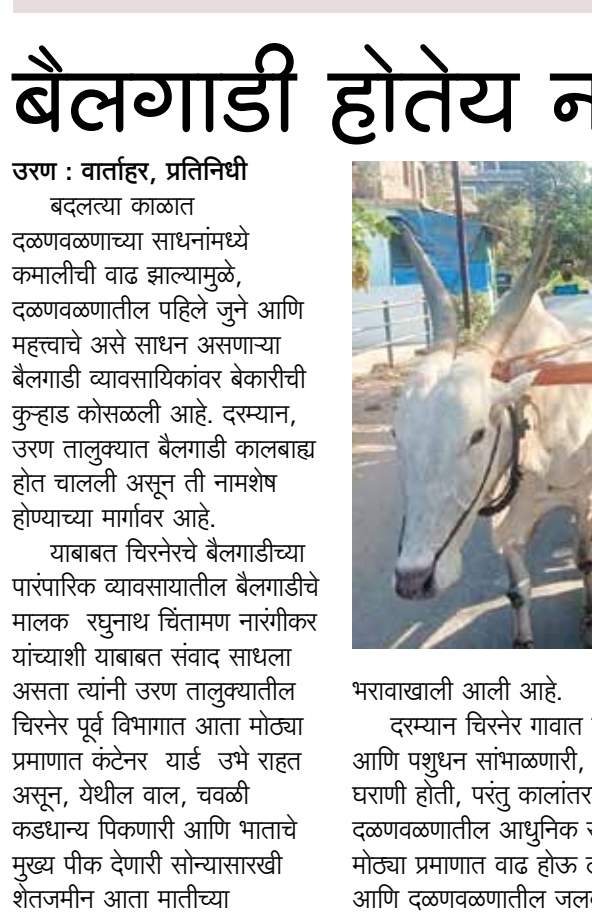 बैलगाडी होतेय
उरण : वार्ताहर, प्रतिनिधी
बदलत्या काळात
दळणवळणाच्या साधनांमध्ये
कमालीची वाढ झाल्यामुळे,
दळणवळणातील पहिले जुने आणि
महत्त्वाचे असे साधन असणाऱ्या
बैलगाडी व्यावसायिकांवर बेकारीची
कुऱ्हाड कोसळली आहे. दरम्यान,
उरण तालुक्यात बैलगाडी कालबाह्य
होत चालली असून ती नामशेष
होण्याच्या मार्गावर आहे.
याबाबत चिरनेरचे बैलगाडीच्या
पारंपारिक व्यावसायातील बैलगाडीचे
मालक रघुनाथ चिंतामण नारंगीकर
यांच्याशी याबाबत संवाद साधला
असता त्यांनी उरण तालुक्यातील
चिरनेर पूर्व विभागात आता मोठ्या
प्रमाणात कंटेनर यार्ड उभे राहत
असून, येथील वाल, चवळी
कडधान्य पिकणारी आणि भाताचे
मुख्य पीक देणारी सोन्यासारखी
शेतजमीन आता मातीच्या
भरावाखाली आली आहे.
दरम्यान चिरनेर गावात
आणि पशुधन सांभाळणारी,
घराणी होती, परंतु कालांतर
दळणवळणातील आधुनिक
मोठ्या प्रमाणात वाढ होऊ
आणि दळणवळणातील